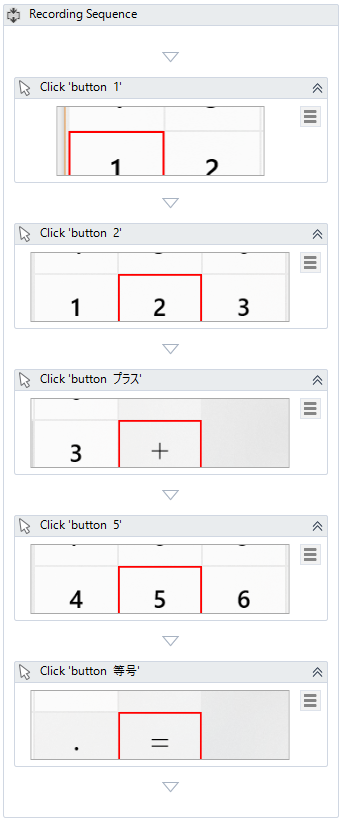 Recording Sequence
Click 'button  1'
1 2
Click 'button  2'
1 2 3
Click 'button  プラス'
3 +
Click 'button  5'
4 5 6
Click 'button  等号'
. =